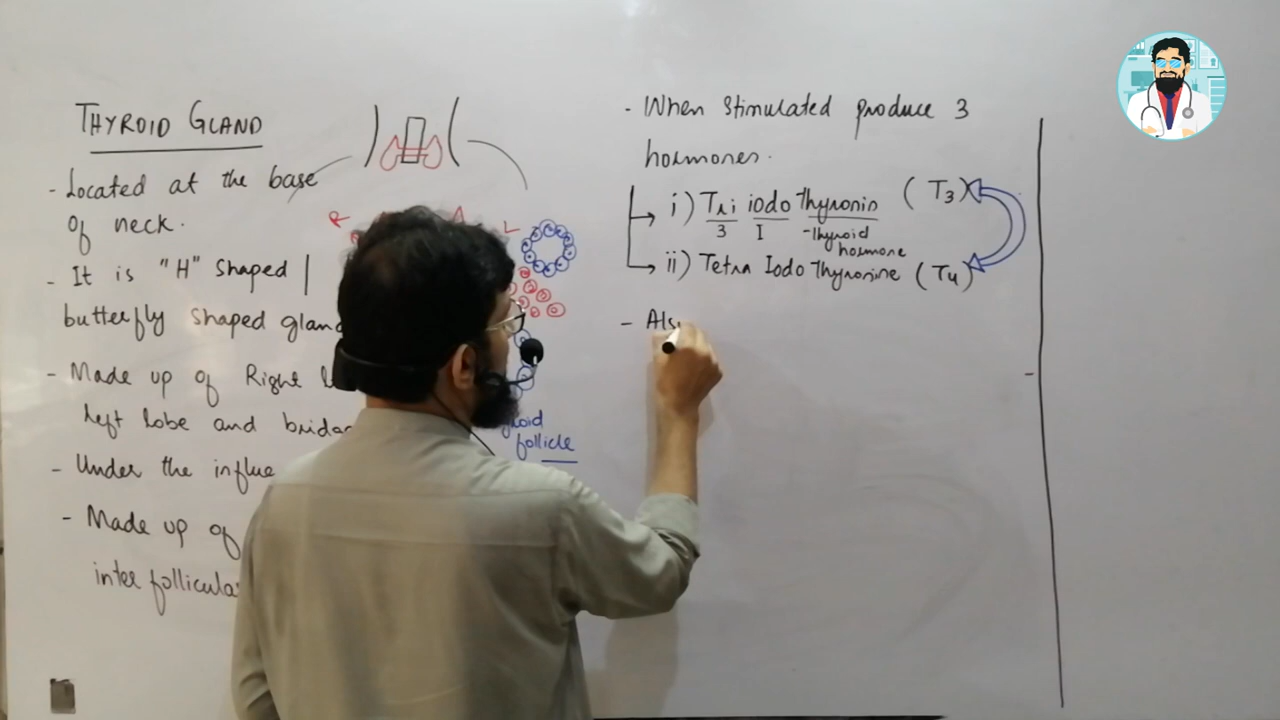 THYROID GLAND
- Located at the base
of neck.
- It is "H" shaped |
butterfly shaped gland
- Made up of Right
left lobe and
- Under the
- Made up of
inter
R
L
follicle
- When Stimulated produce 3
hormones.
i) Tri iodo Thyronin (T3)
3 I -Thyroid
hormone
ii) Tetra Iodo Thyronine (T4)
- Als